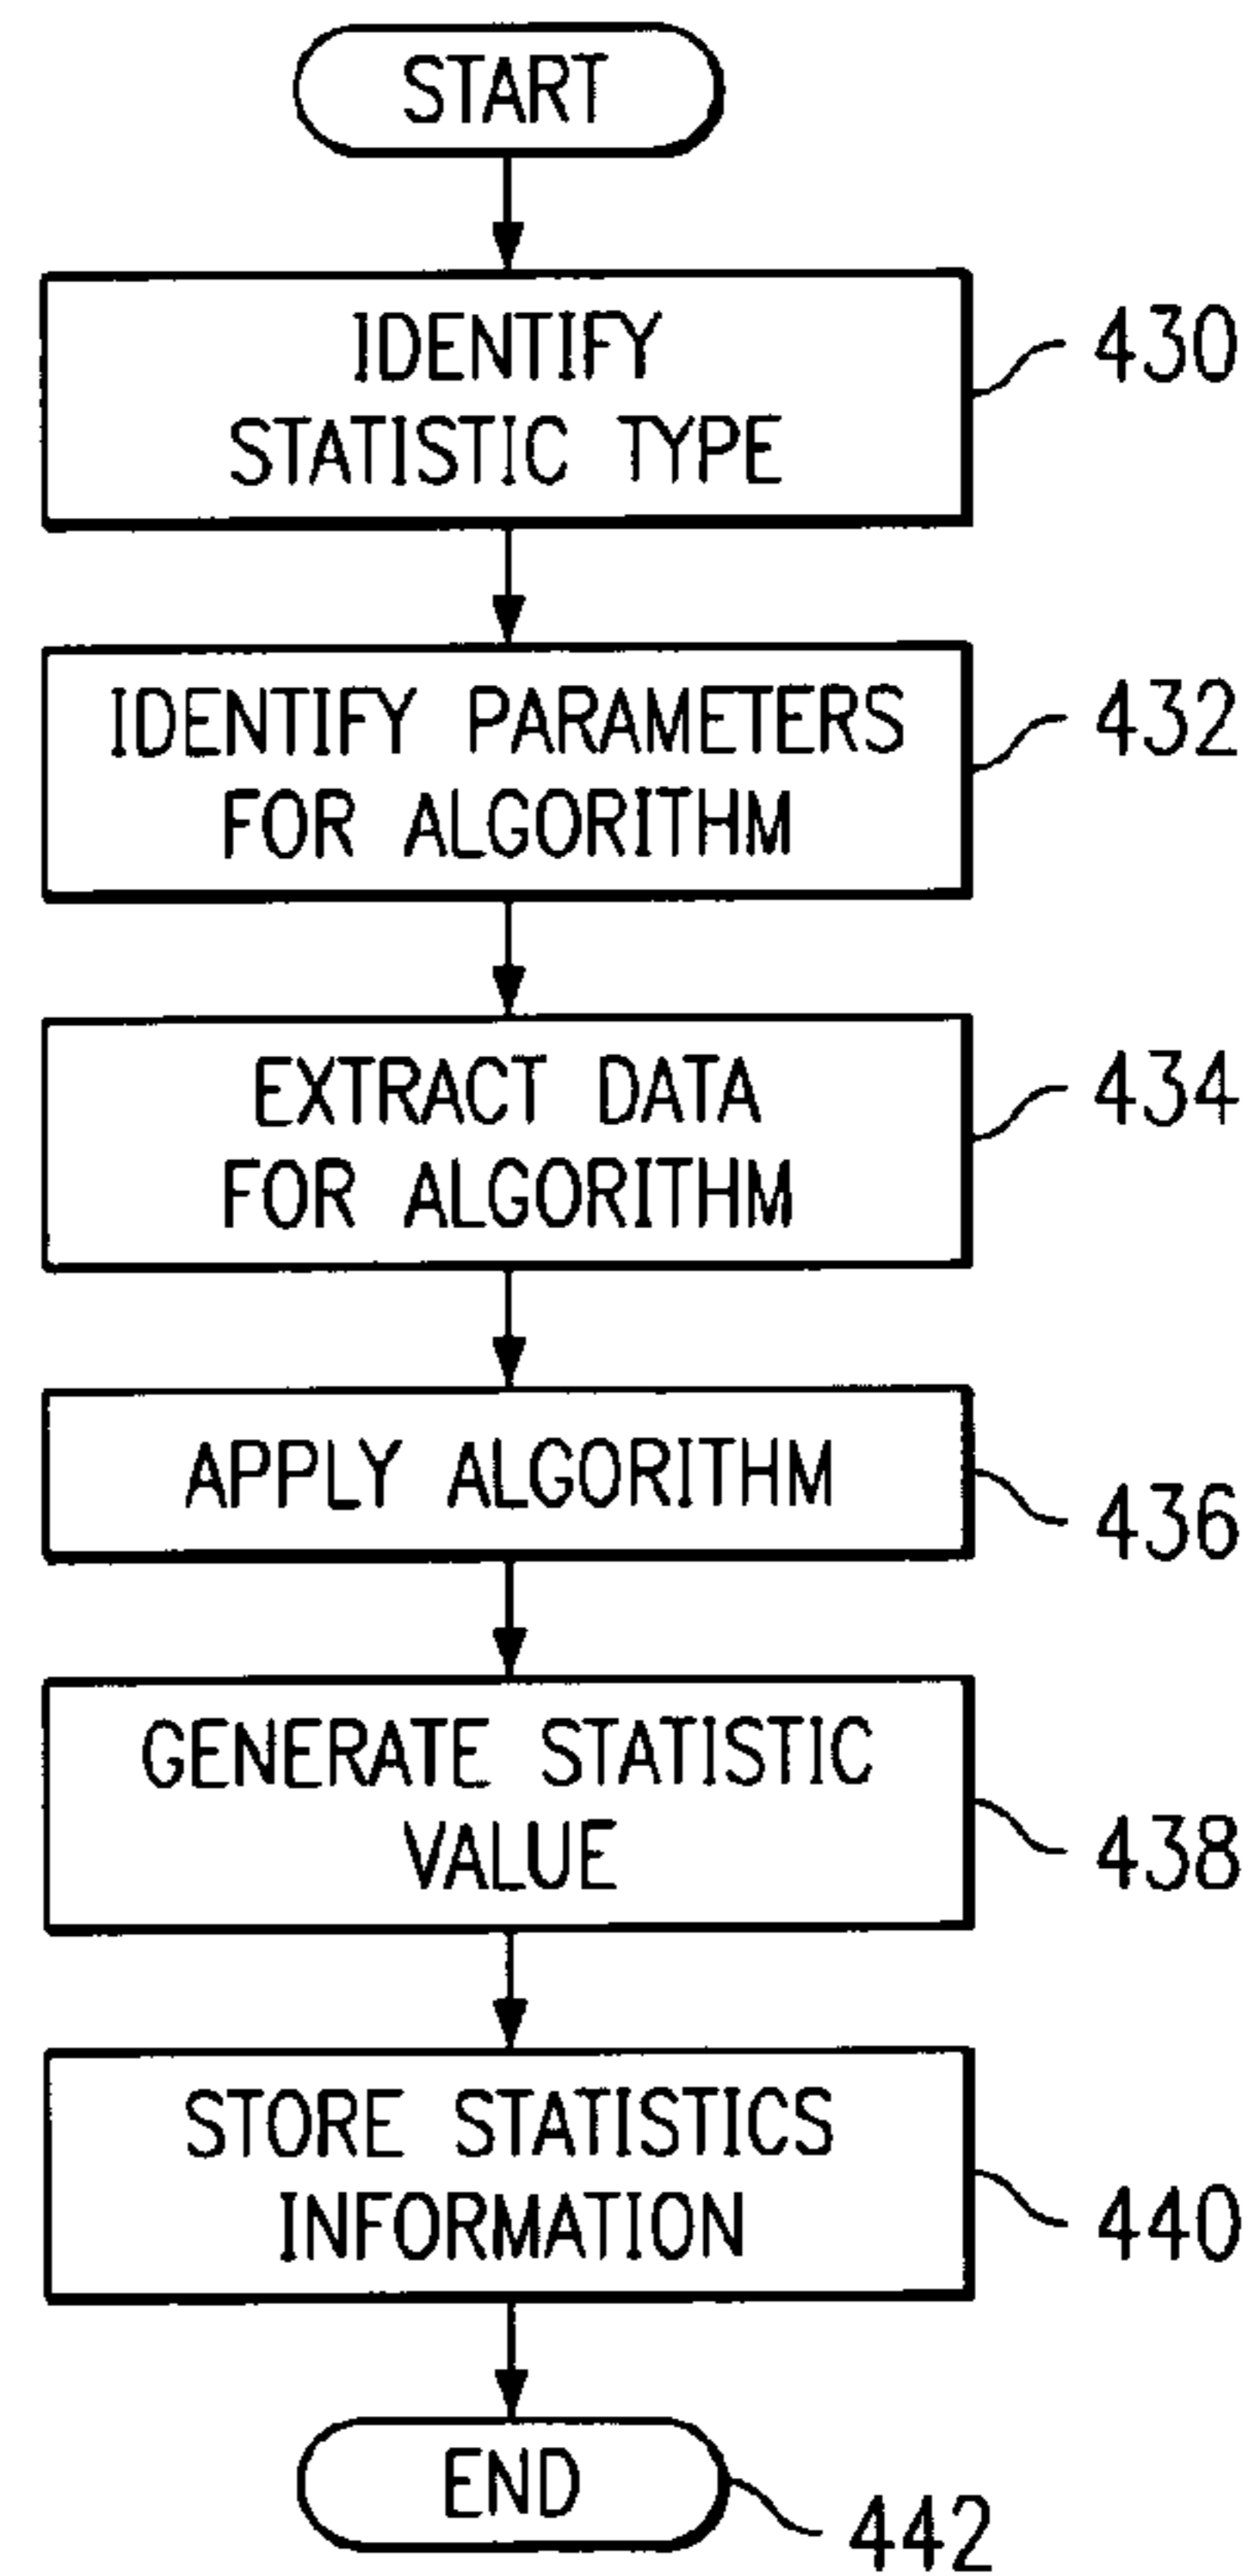 START
IDENTIFY
STATISTIC TYPE
430
IDENTIFY PARAMETERS
FOR ALGORITHM
432
EXTRACT DATA
FOR ALGORITHM
434
APPLY ALGORITHM
436
GENERATE STATISTIC
VALUE
438
STORE STATISTICS
INFORMATION
440
END
442